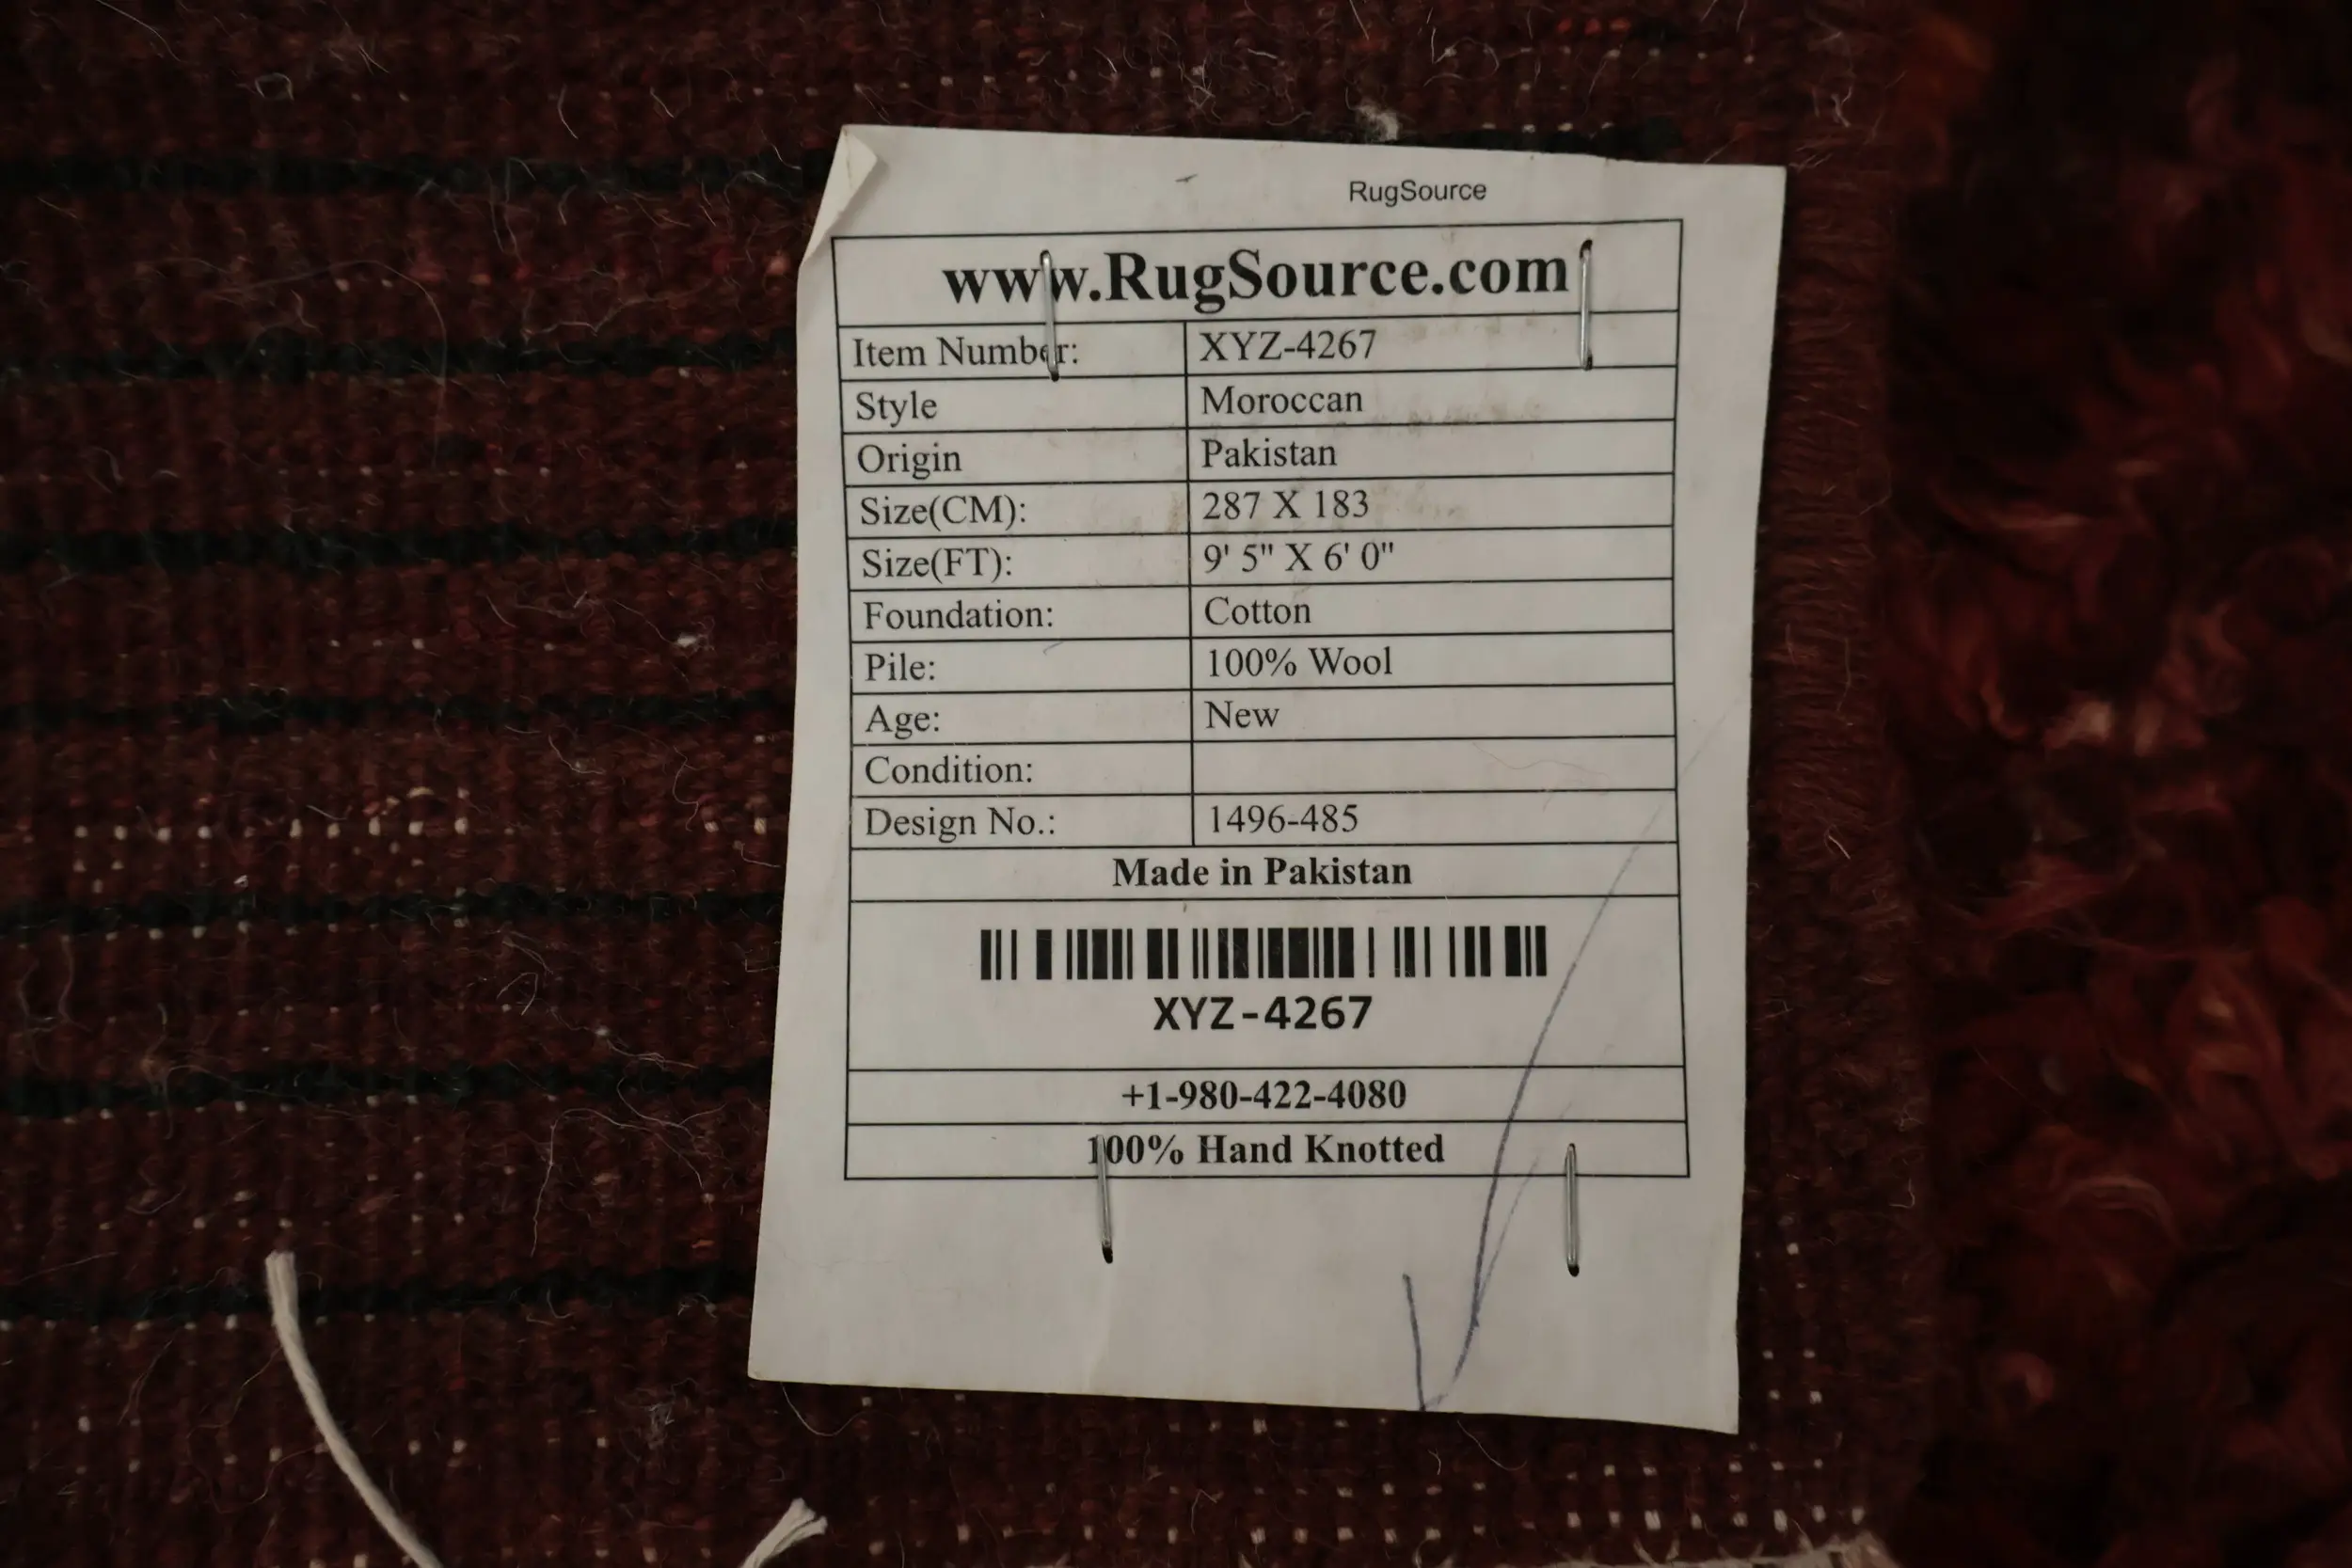 RugSource
www.RugSource.com
Item Number: XYZ-4267
Style Moroccan
Origin Pakistan
Size(CM): 287 X 183
Size(FT): 9' 5" X 6' 0"
Foundation: Cotton
Pile: 100% Wool
Age: New
Condition:
Design No.: 1496-485
Made in Pakistan
XYZ-4267
+1-980-422-4080
100% Hand Knotted